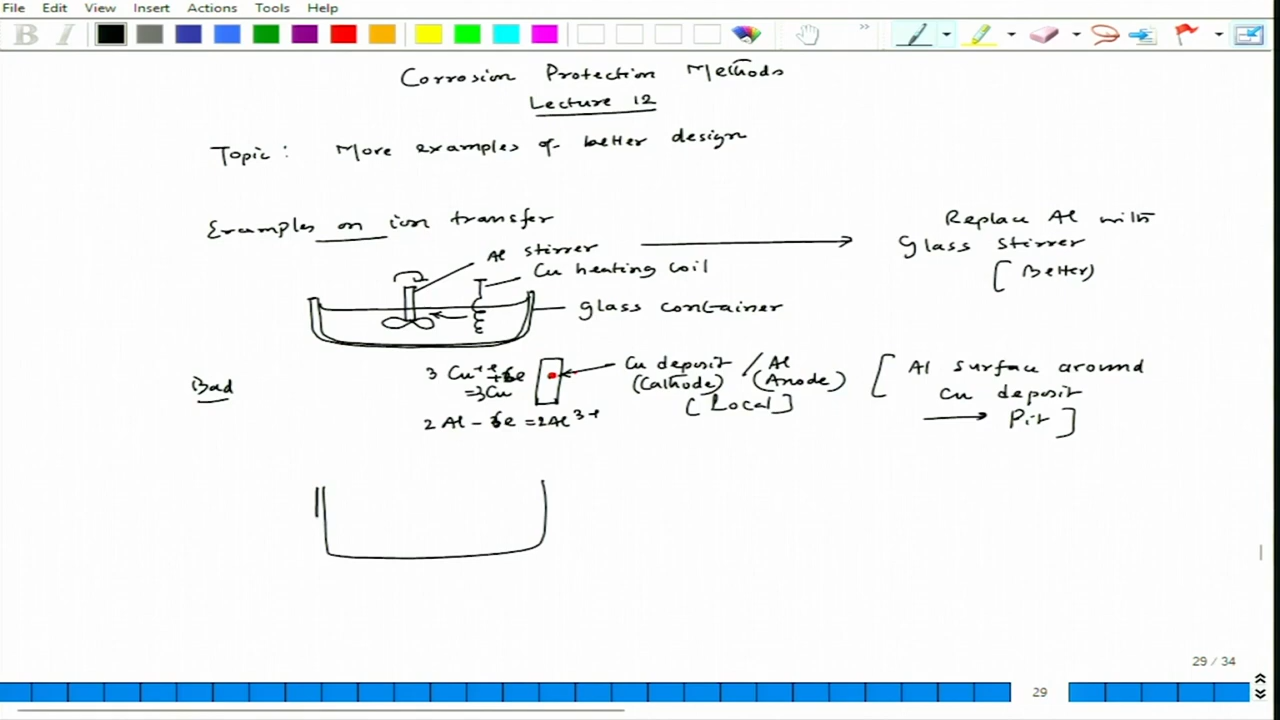 File Edit View Insert Actions Tools Help
B I
Corrosion Protection Methods
Lecture 12
Topic: More examples of better design
Examples on ion transfer
Al stirrer
Cu heating coil
glass container
Replace Al with
glass stirrer
[Better)
Bad
3 Cu++ + 6e
=3Cu
2 Al - 6e = 2Al3+
Cu deposit / Al
(Cathode) (Anode)
[Local]
[Al surface around
Cu deposit
Pit]
29 / 34
29